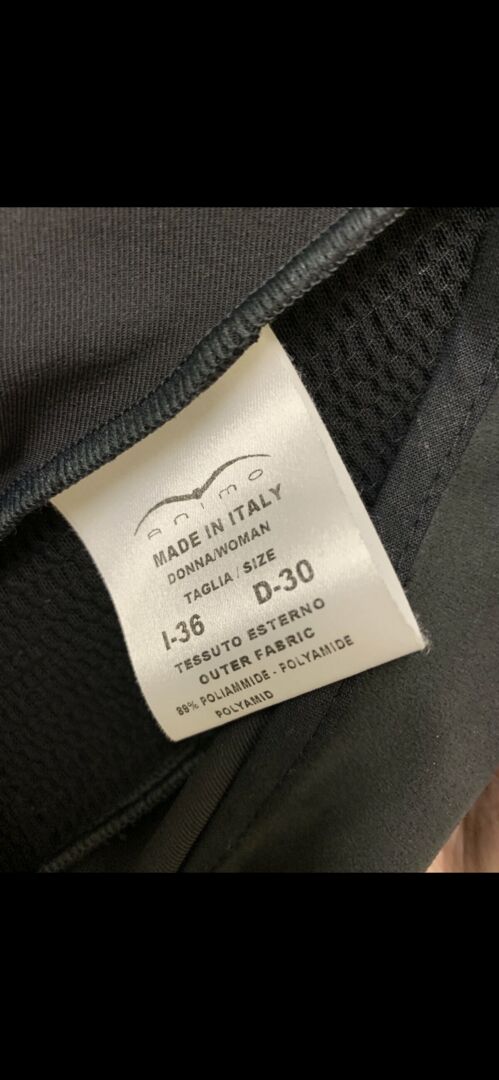 animo
MADE IN ITALY
DONNA/WOMAN
TAGLIA / SIZE
I-36 D-30
TESSUTO ESTERNO
OUTER FABRIC
89% POLIAMMIDE - POLYAMIDE
POLYAMID